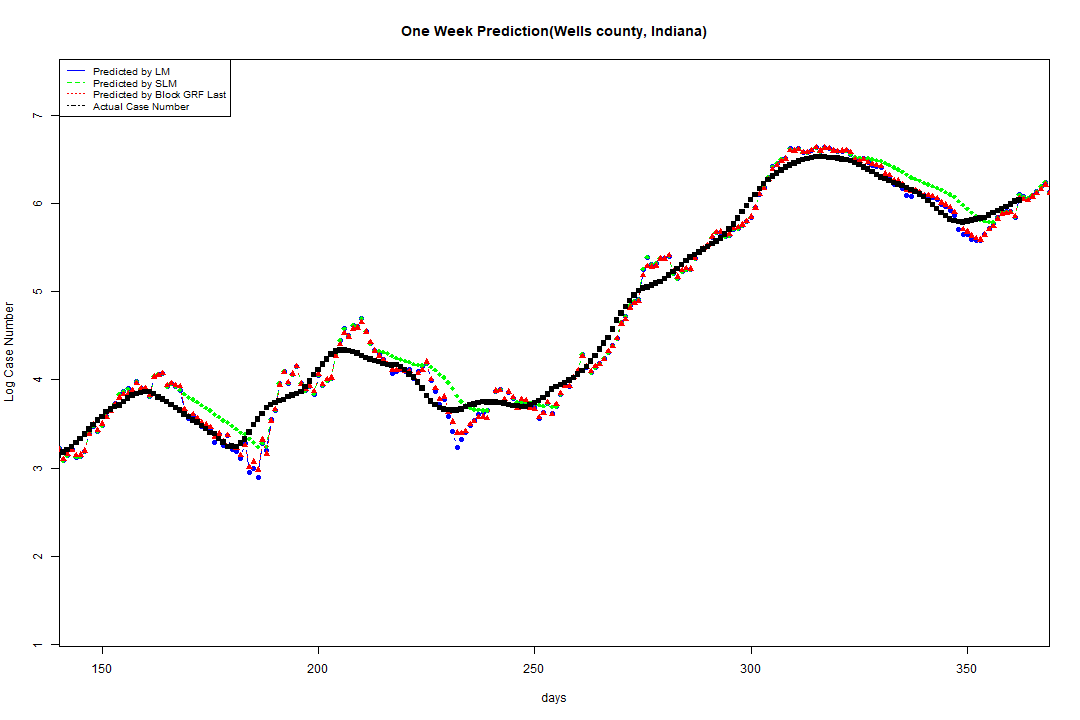 One Week Prediction(Wells county, Indiana)
Predicted by LM
Predicted by SLM
Predicted by Block GRF Last
Actual Case Number
7
6
5
4
3
2
1
Log Case Number
150 200 250 300 350
days